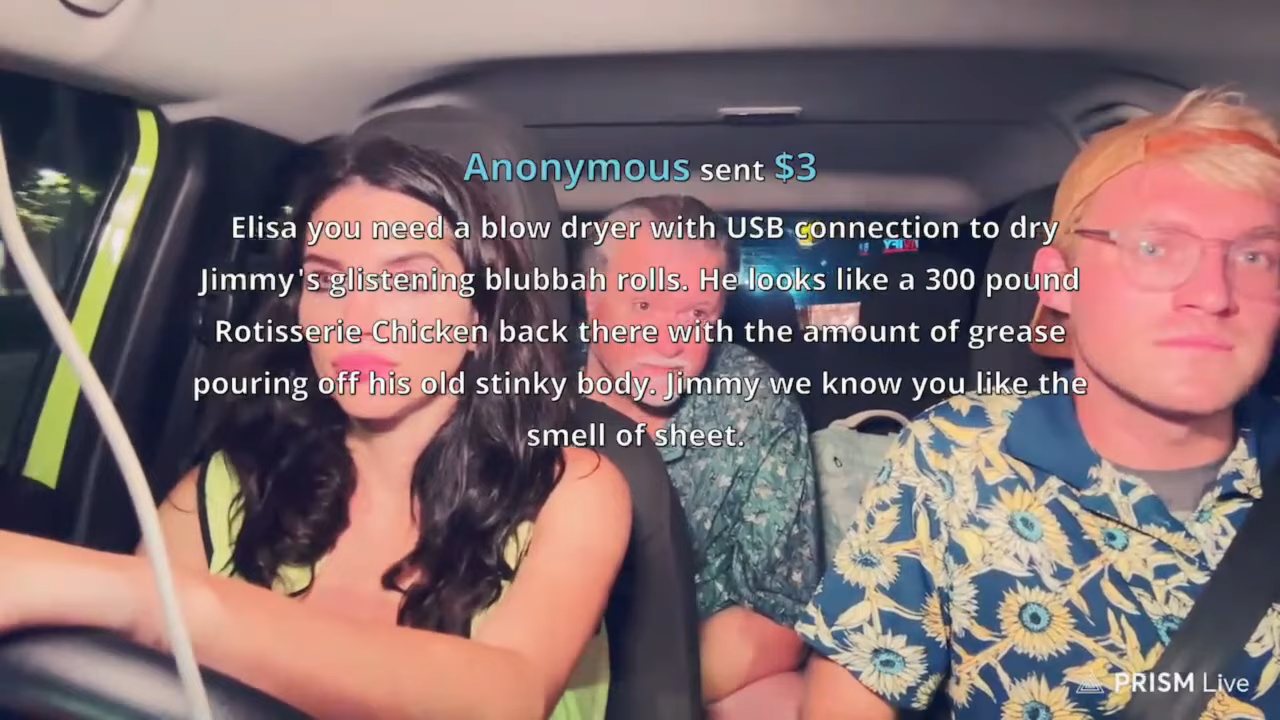 Anonymous sent $3
Elisa you need a blow dryer with USB connection to dry
Jimmy's glistening blubbah rolls. He looks like a 300 pound
Rotisserie Chicken back there with the amount of grease
pouring off his old stinky body. Jimmy we know you like the
smell of sheet.
PRISM Live